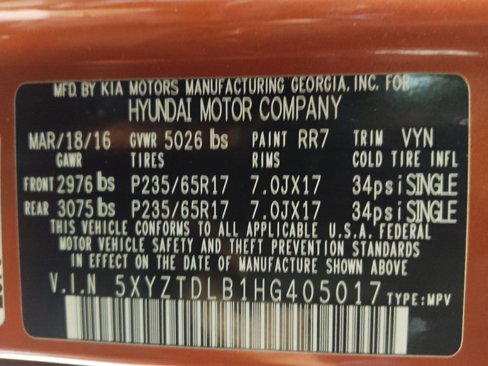 MFD. BY KIA MOTORS MANUFACTURING GEORGIA, INC. FOR
HYUNDAI MOTOR COMPANY
MAR/18/16 GVWR 5026 lbs PAINT RR7 TRIM VYN
GAWR TIRES RIMS COLD TIRE INFL
FRONT 2976 lbs P235/65R17 7.0JX17 34psi SINGLE
REAR 3075 lbs P235/65R17 7.0JX17 34psi SINGLE
THIS VEHICLE CONFORMS TO ALL APPLICABLE U.S.A. FEDERAL
MOTOR VEHICLE SAFETY AND THEFT PREVENTION STANDARDS
IN EFFECT ON THE DATE OF MANUFACTURE SHOWN ABOVE
V.I.N 5XYZTDLB1HG405017 TYPE:MPV